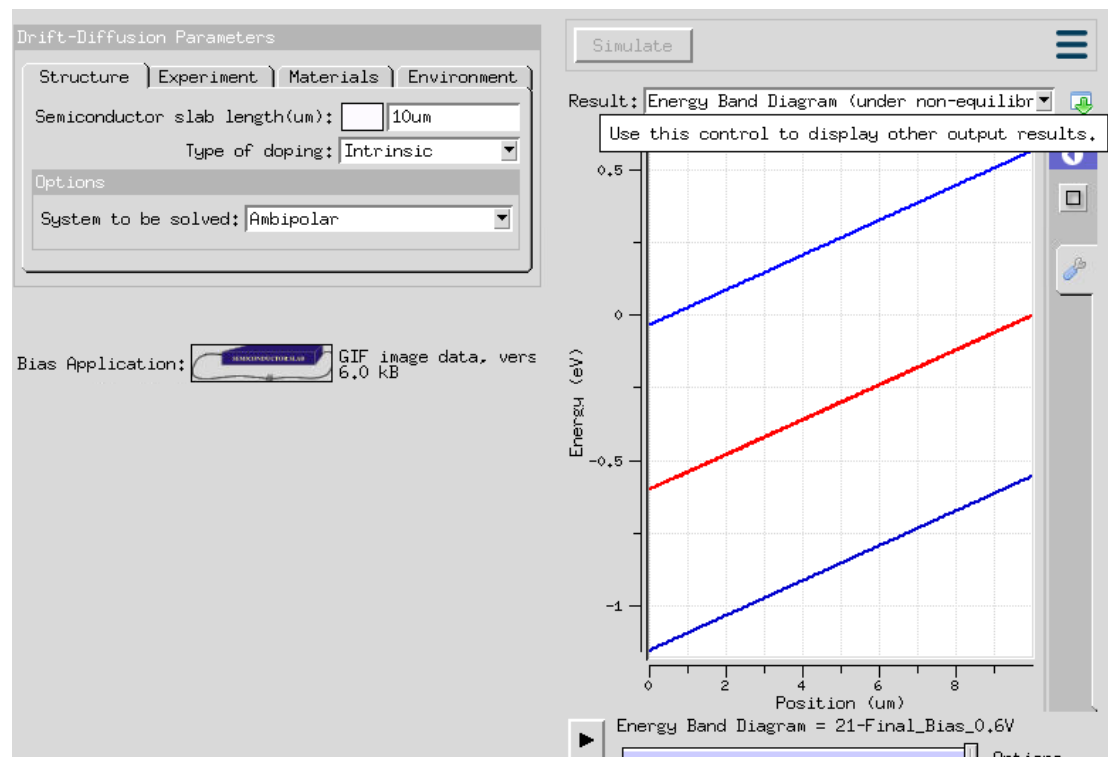 Drift-Diffusion Parameters
Structure Experiment Materials Environment
Semiconductor slab length(um): 10um
Type of doping: Intrinsic
Options
System to be solved: Ambipolar
Bias Application: SEMICONDUCTOR SLAB GIF image data, vers
6.0 kB
Simulate
Result: Energy Band Diagram (under non-equilibr
Use this control to display other output results.
0.5
0
-0.5
-1
Energy (eV)
0 2 4 6 8
Position (um)
Energy Band Diagram = 21-Final_Bias_0.6V
Options